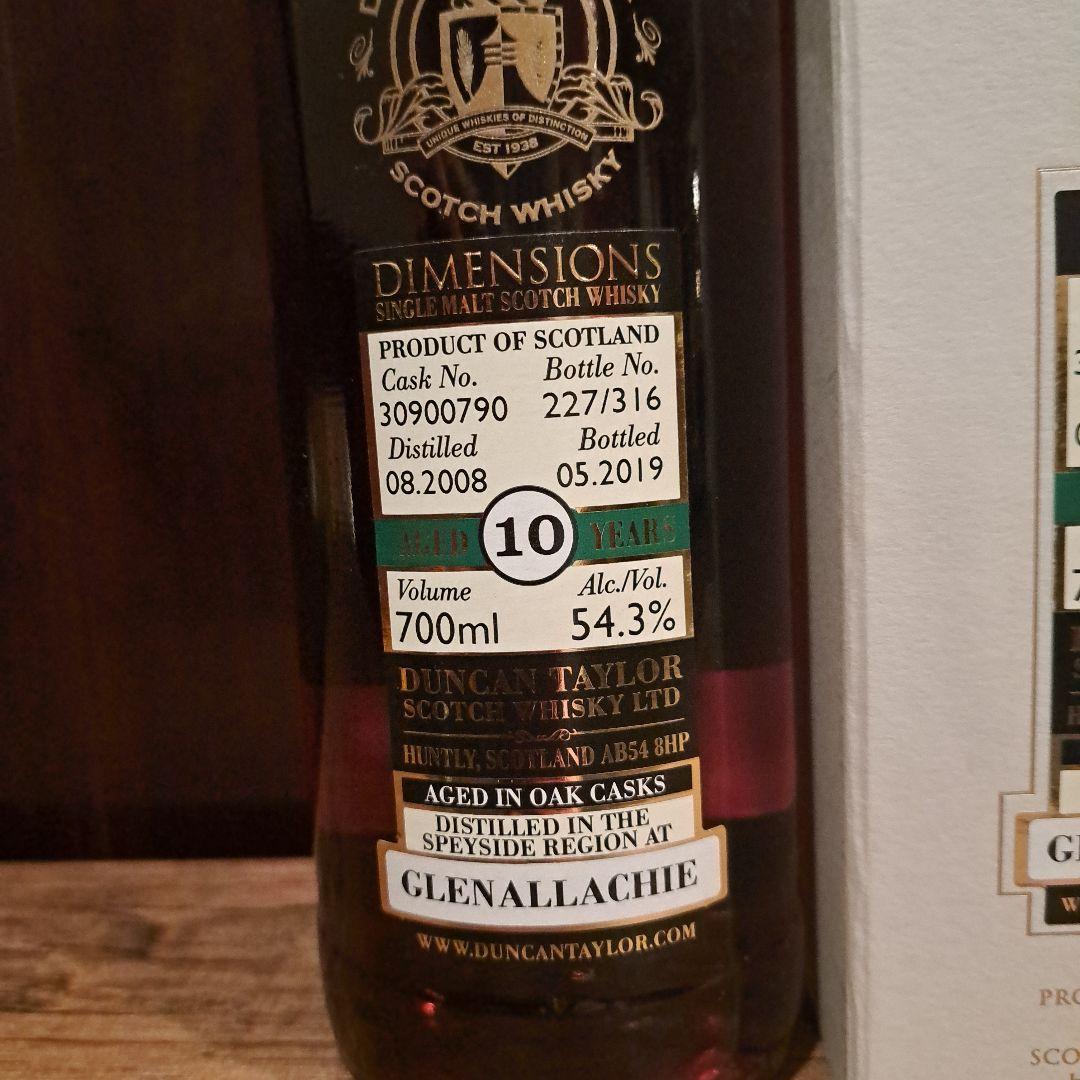 UNIQUE WHISKIES OF DISTINCTION
EST 1938
SCOTCH WHISKY
DIMENSIONS
SINGLE MALT SCOTCH WHISKY
PRODUCT OF SCOTLAND
Cask No. Bottle No.
30900790 227/316
Distilled Bottled
08.2008 05.2019
AGED 10 YEARS
Volume Alc./Vol.
700ml 54.3%
DUNCAN TAYLOR
SCOTCH WHISKY LTD
HUNTLY, SCOTLAND AB54 8HP
AGED IN OAK CASKS
DISTILLED IN THE
SPEYSIDE REGION AT
GLENALLACHIE
WWW.DUNCANTAYLOR.COM